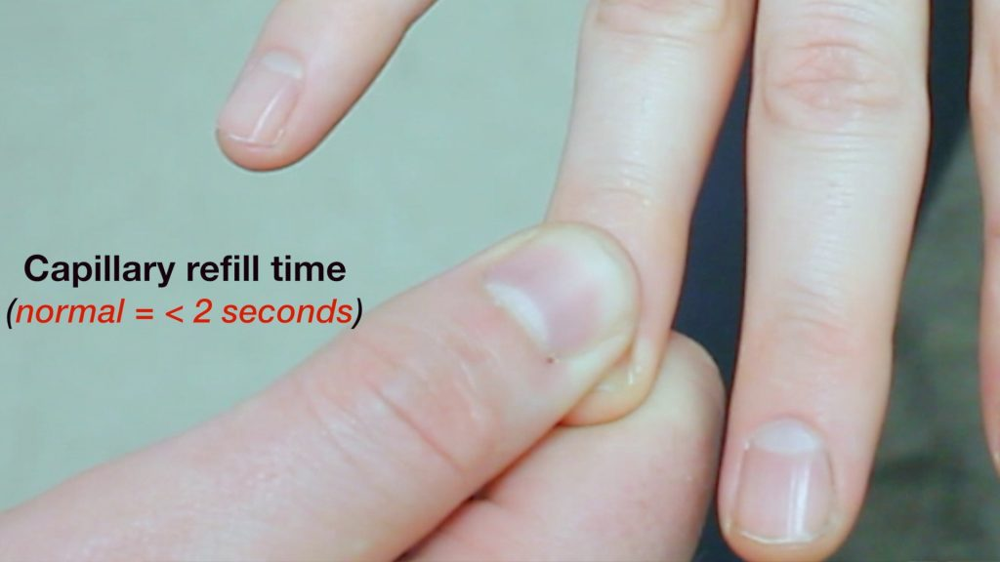 Capillary refill time
(normal = < 2 seconds)